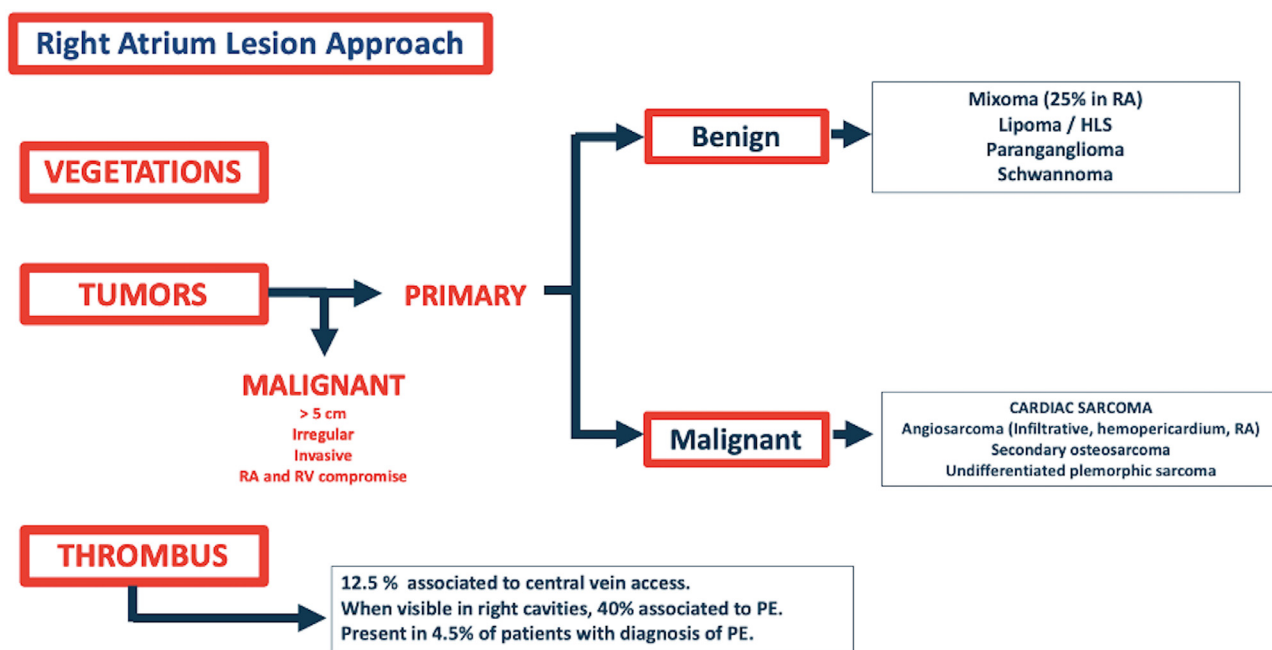 Right Atrium Lesion Approach
VEGETATIONS
TUMORS
PRIMARY
MALIGNANT
> 5 cm
Irregular
Invasive
RA and RV compromise
Benign
Mixoma (25% in RA)
Lipoma / HLS
Paranganglioma
Schwannoma
Malignant
CARDIAC SARCOMA
Angiosarcoma (Infiltrative, hemopericardium, RA)
Secondary osteosarcoma
Undifferentiated plemorphic sarcoma
THROMBUS
12.5 % associated to central vein access.
When visible in right cavities, 40% associated to PE.
Present in 4.5% of patients with diagnosis of PE.